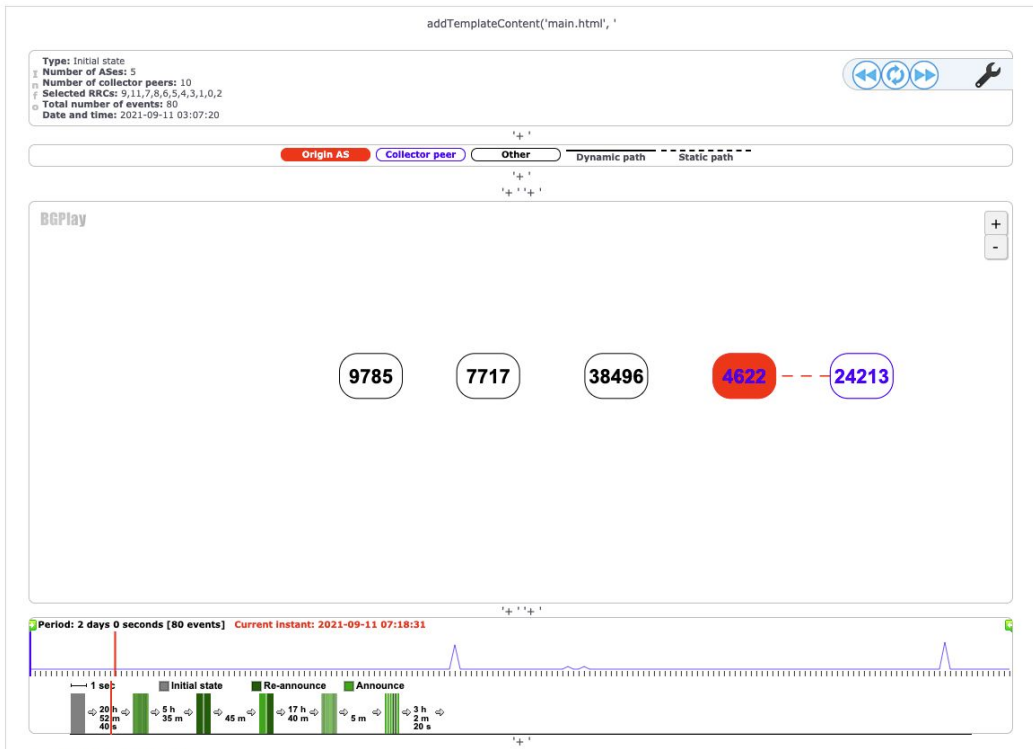 addTemplateContent('main.html', '
Type: Initial state
Number of ASes: 5
Number of collector peers: 10
Selected RRCs: 9,11,7,8,6,5,4,3,1,0,2
Total number of events: 80
Date and time: 2021-09-11 03:07:20
I
n
f
o
'+ '
Origin AS Collector peer Other Dynamic path Static path
'+ '
'+ ' '+ '
BGPlay
+
-
9785 7717 38496 4622 24213
'+ ' '+ '
Period: 2 days 0 seconds [80 events] Current instant: 2021-09-11 07:18:31
1 sec Initial state Re-announce Announce
20 h
52 m
40 s
5 h
35 m
45 m
17 h
40 m
5 m
3 h
2 m
20 s
'+ '